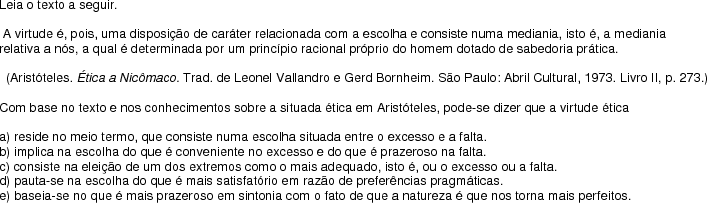 Leia o texto a seguir.
A virtude é, pois, uma disposição de caráter relacionada com a escolha e consiste numa mediania, isto é, a mediania
relativa a nós, a qual é determinada por um princípio racional próprio do homem dotado de sabedoria prática.
(Aristóteles. Ética a Nicômaco. Trad. de Leonel Vallandro e Gerd Bornheim. São Paulo: Abril Cultural, 1973. Livro II, p. 273.)
Com base no texto e nos conhecimentos sobre a situada ética em Aristóteles, pode-se dizer que a virtude ética
a) reside no meio termo, que consiste numa escolha situada entre o excesso e a falta.
b) implica na escolha do que é conveniente no excesso e do que é prazeroso na falta.
c) consiste na eleição de um dos extremos como o mais adequado, isto é, ou o excesso ou a falta.
d) pauta-se na escolha do que é mais satisfatório em razão de preferências pragmáticas.
e) baseia-se no que é mais prazeroso em sintonia com o fato de que a natureza é que nos torna mais perfeitos.